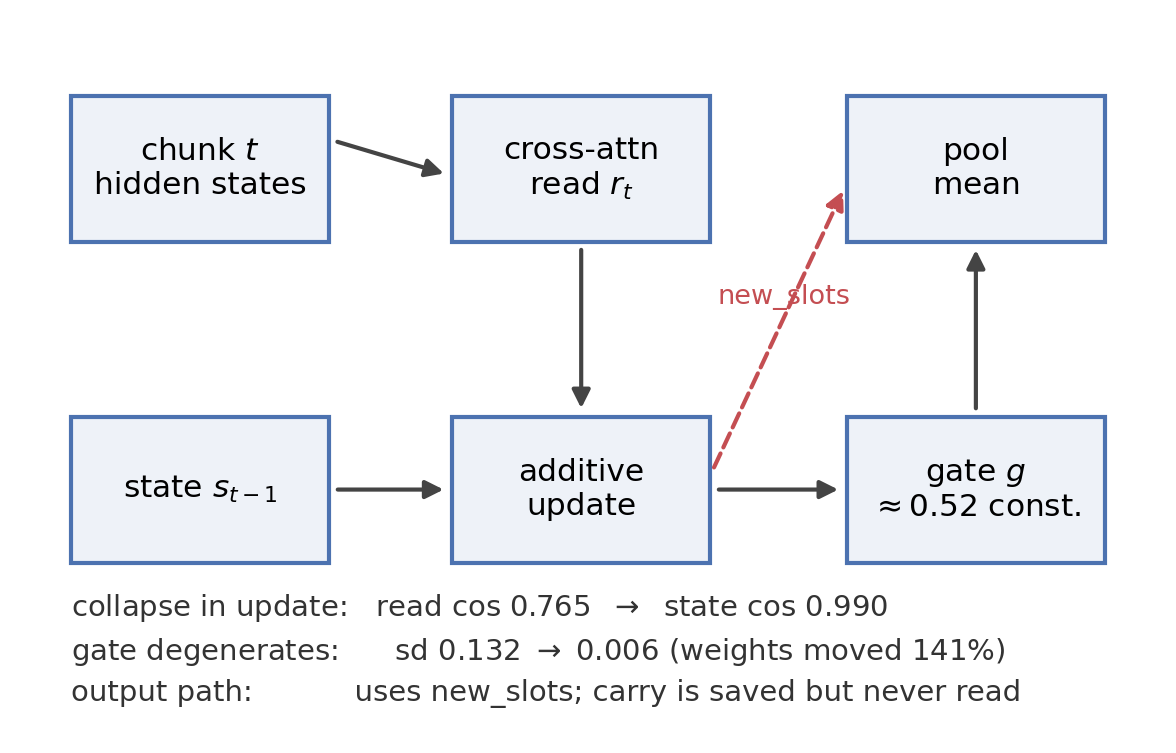 chunk t
hidden states
cross-attn
read rₜ
pool
mean
new_slots
state sₜ₋₁
additive
update
gate g
≈0.52 const.
collapse in update: read cos 0.765 → state cos 0.990
gate degenerates: sd 0.132 → 0.006 (weights moved 141%)
output path: uses new_slots; carry is saved but never read